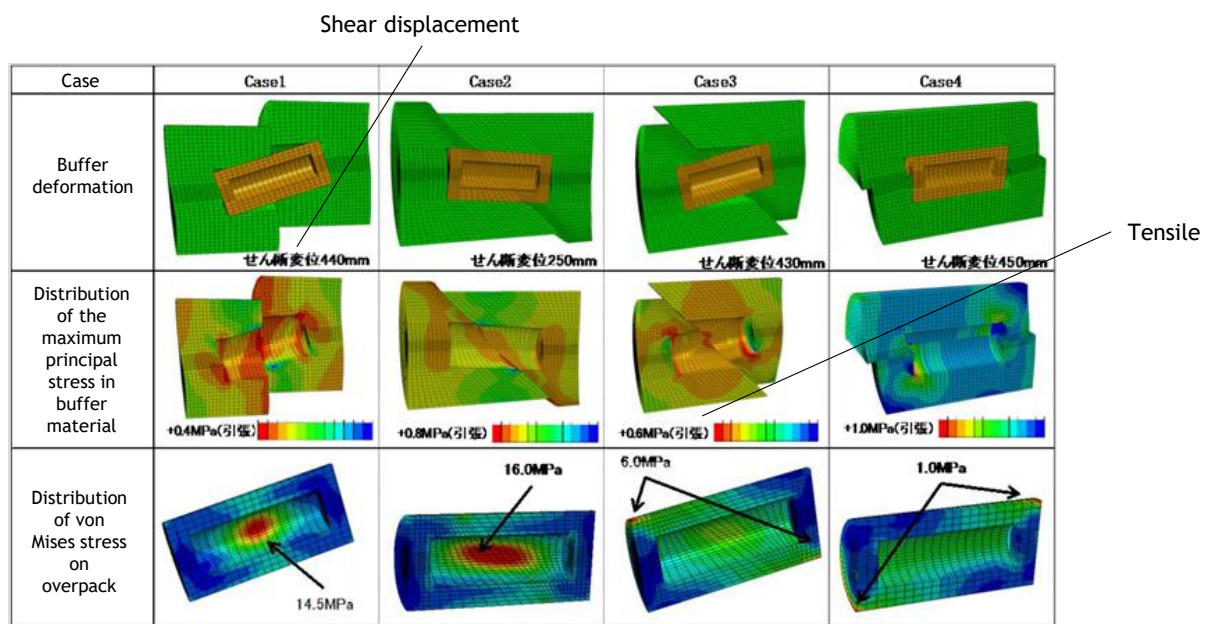 Shear displacement
Case
Case1
Case2
Case3
Case4
Buffer
deformation
せん断変位440mm
せん断変位250mm
せん断変位430mm
せん断変位450mm
Tensile
Distribution
of the
maximum
principal
stress in
buffer
material
+0.4MPa(引張)
+0.8MPa(引張)
+0.6MPa(引張)
+1.0MPa(引張)
Distribution
of von
Mises stress
on
overpack
14.5MPa
16.0MPa
6.0MPa
1.0MPa